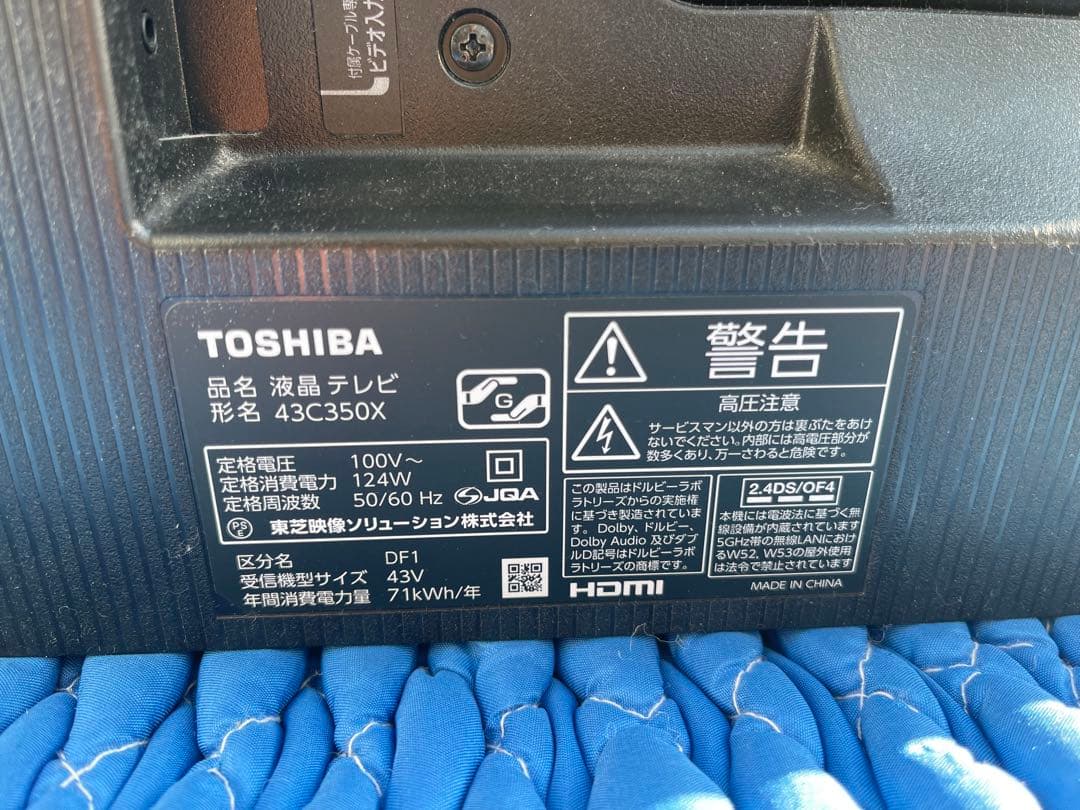 付属ケーブル専
ビデオ入力
TOSHIBA
品名 液晶テレビ
形名 43C350X
G
定格電圧 100V～
定格消費電力 124W
定格周波数 50/60 Hz
JQA
PSE 東芝映像ソリューション株式会社
区分名 DF1
受信機型サイズ 43V
年間消費電力量 71kWh/年
警告
高圧注意
サービスマン以外の方は裏ぶたをあけ
ないでください。内部には高電圧部分が
数多くあり、万一さわると危険です。
この製品はドルビーラボ
ラトリーズからの実施権
に基づき製造されていま
す。Dolby、ドルビー、
Dolby Audio 及びダブ
ルD記号はドルビーラボ
ラトリーズの商標です。
HDMI
2.4DS/OF4
本機には電波法に基づく無
線設備が内蔵されています
5GHz帯の無線LANにおけ
るW52, W53の屋外使用
は法令で禁止されています
MADE IN CHINA